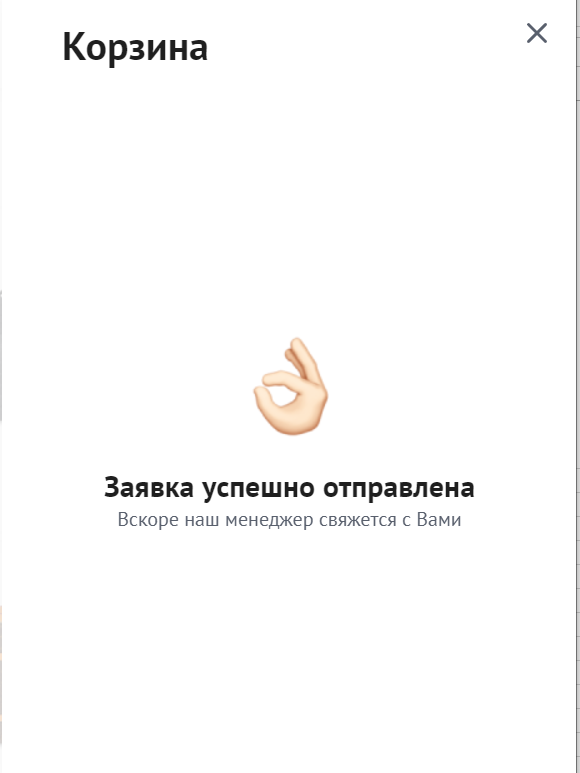 Корзина
Заявка успешно отправлена
Вскоре наш менеджер свяжется с Вами